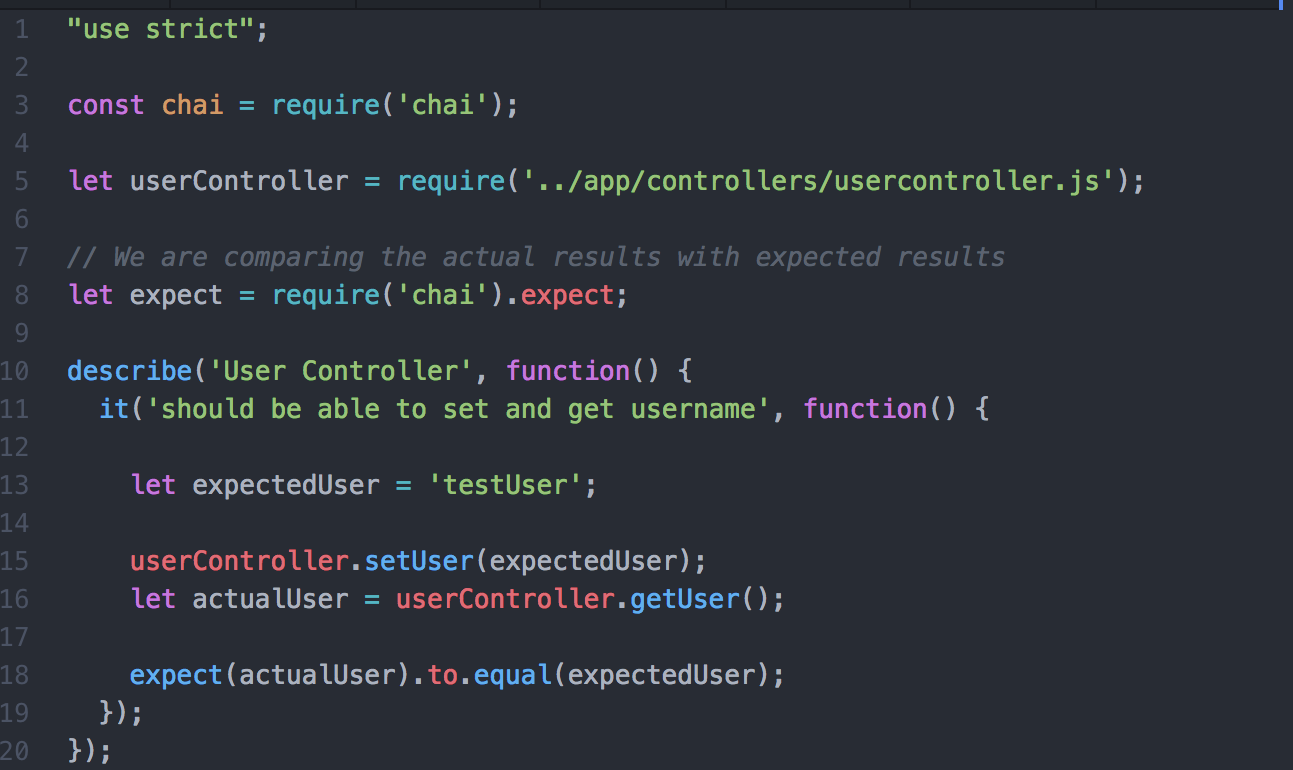 1 "use strict";
2
3 const chai = require('chai');
4
5 let userController = require('../app/controllers/usercontroller.js');
6
7 // We are comparing the actual results with expected results
8 let expect = require('chai').expect;
9
10 describe('User Controller', function() {
11   it('should be able to set and get username', function() {
12
13     let expectedUser = 'testUser';
14
15     userController.setUser(expectedUser);
16     let actualUser = userController.getUser();
17
18     expect(actualUser).to.equal(expectedUser);
19   });
20 });